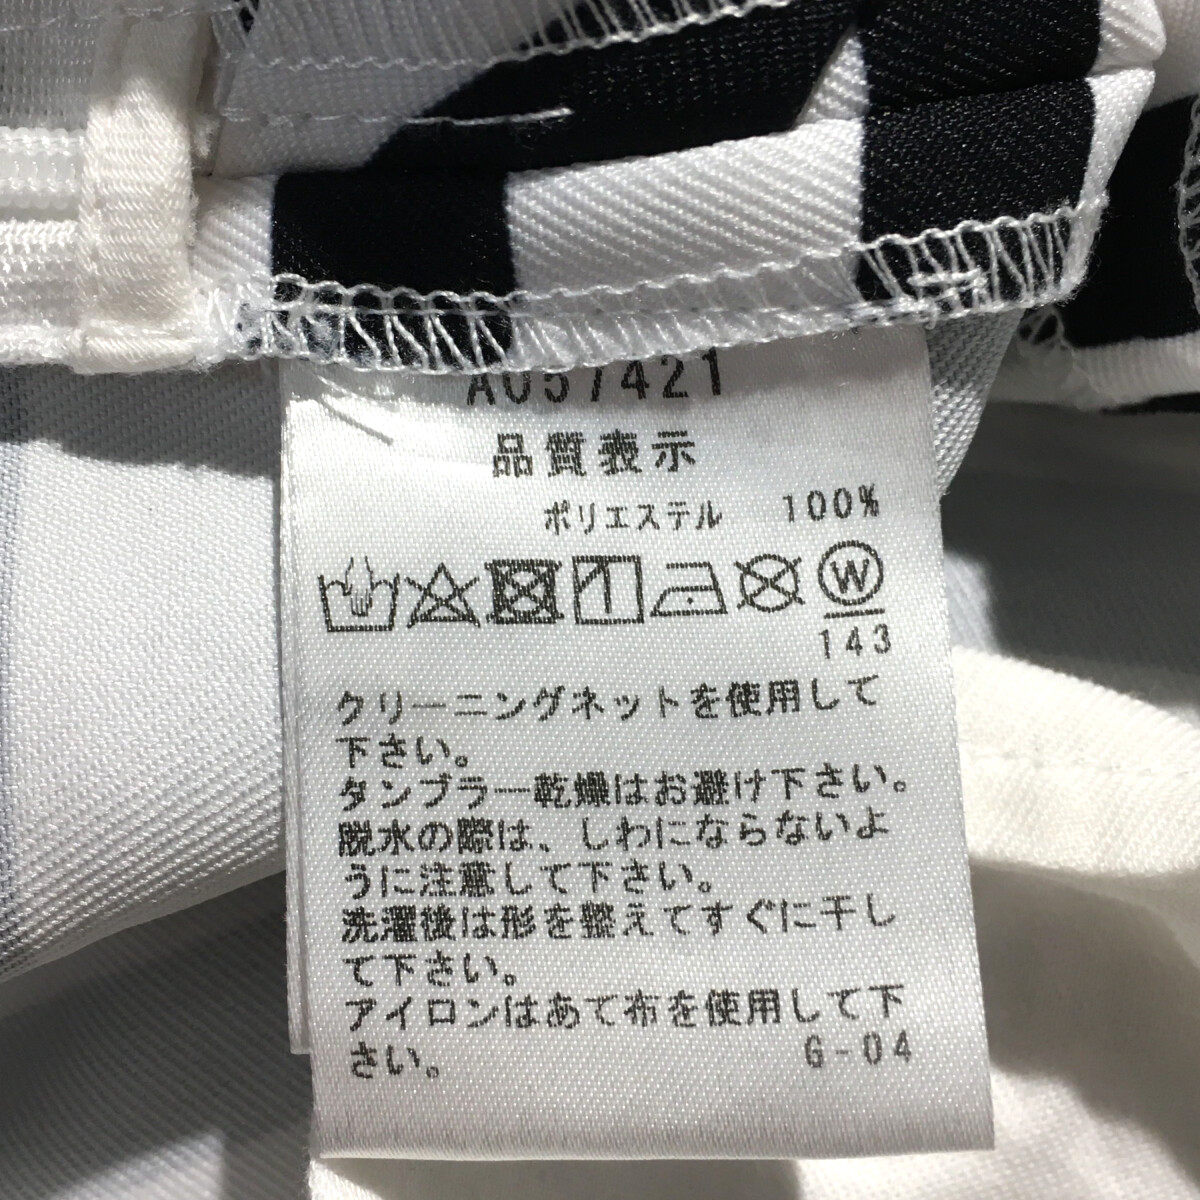 A057421
品質表示
ポリエステル 100%
W
143
クリーニングネットを使用して
下さい。
タンブラー乾燥はお避け下さい。
脱水の際は、しわにならないよ
うに注意して下さい。
洗濯後は形を整えてすぐに干し
て下さい。
アイロンはあて布を使用して下
さい。
G-04